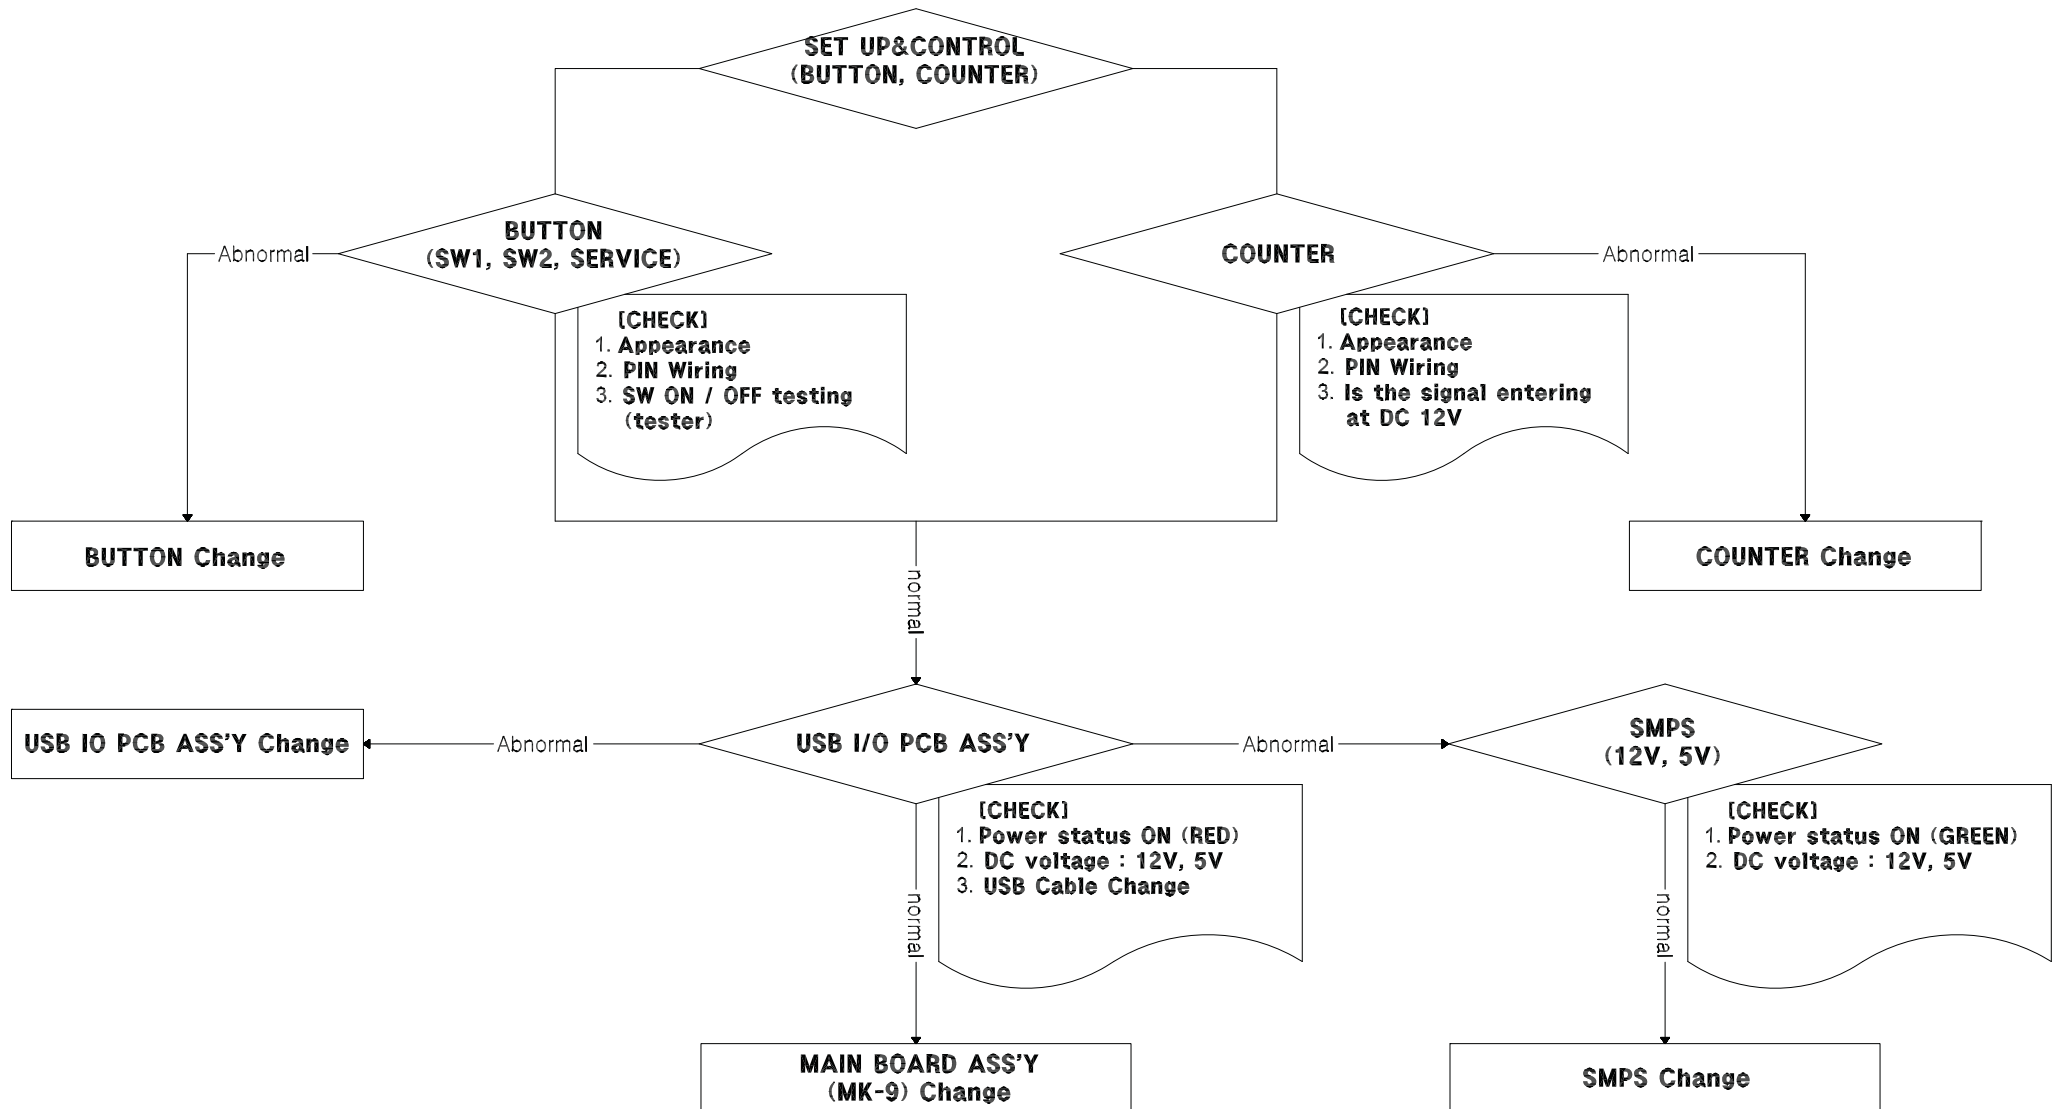 SET UP&CONTROL
(BUTTON, COUNTER)
BUTTON
(SW1, SW2, SERVICE)
Abnormal
[CHECK]
1. Appearance
2. PIN Wiring
3. SW ON / OFF testing
(tester)
COUNTER
Abnormal
[CHECK]
1. Appearance
2. PIN Wiring
3. Is the signal entering
at DC 12V
BUTTON Change
COUNTER Change
normal
USB IO PCB ASS'Y Change
Abnormal
USB I/O PCB ASS'Y
Abnormal
SMPS
(12V, 5V)
[CHECK]
1. Power status ON (RED)
2. DC voltage : 12V, 5V
3. USB Cable Change
[CHECK]
1. Power status ON (GREEN)
2. DC voltage : 12V, 5V
normal
normal
MAIN BOARD ASS'Y
(MK-9) Change
SMPS Change